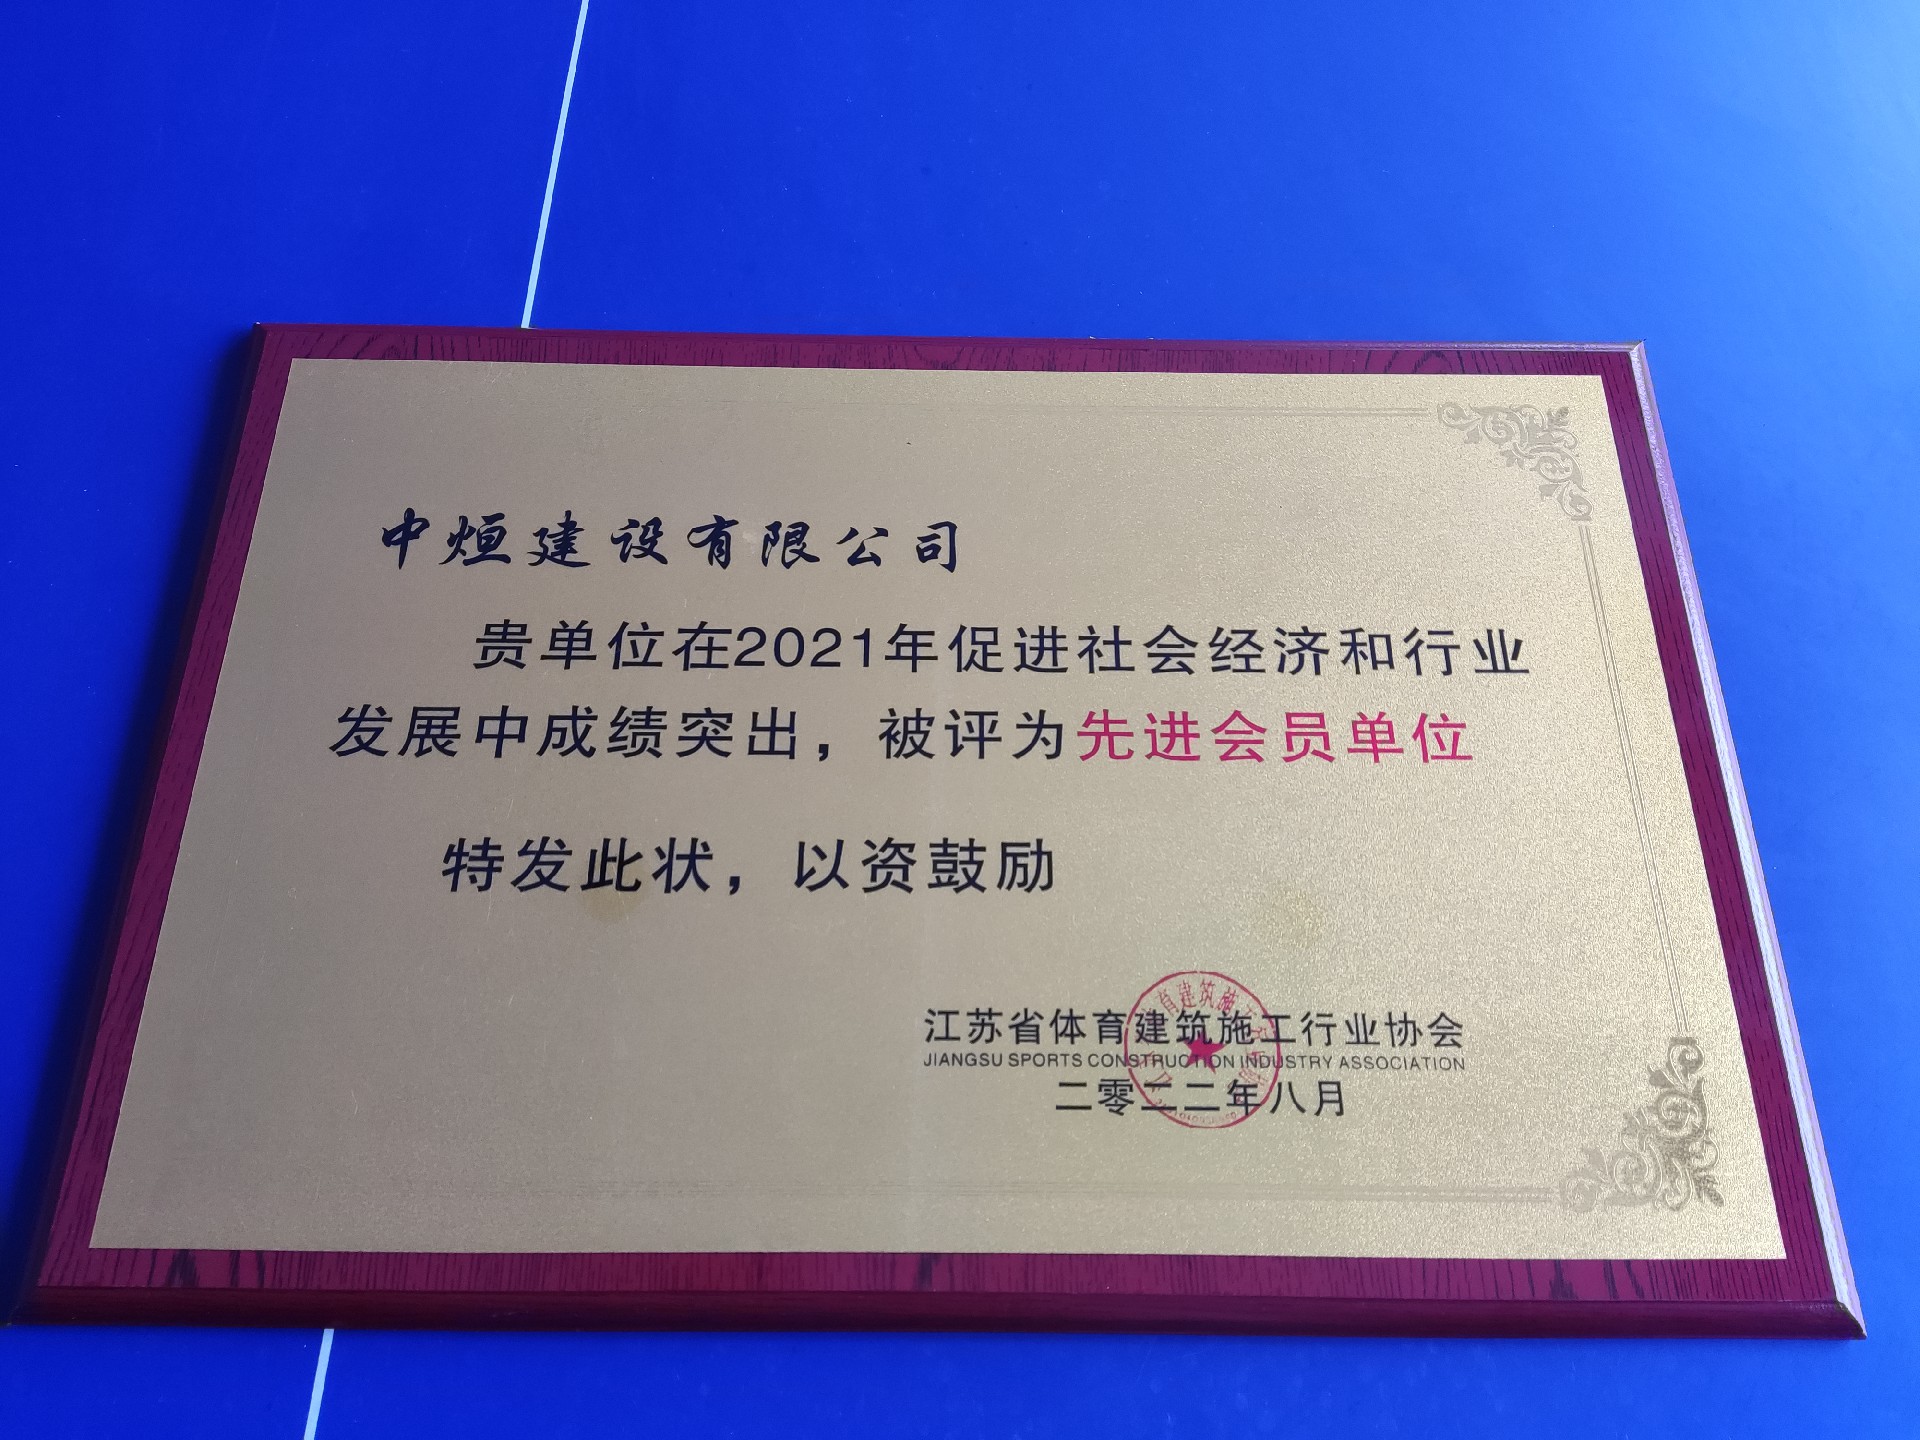 中烜建设有限公司
贵单位在2021年促进社会经济和行业
发展中成绩突出，被评为先进会员单位
特发此状，以资鼓励
江苏省体育建筑施工行业协会
JIANGSU SPORTS CONSTRUCTION INDUSTRY ASSOCIATION
二零二二年八月